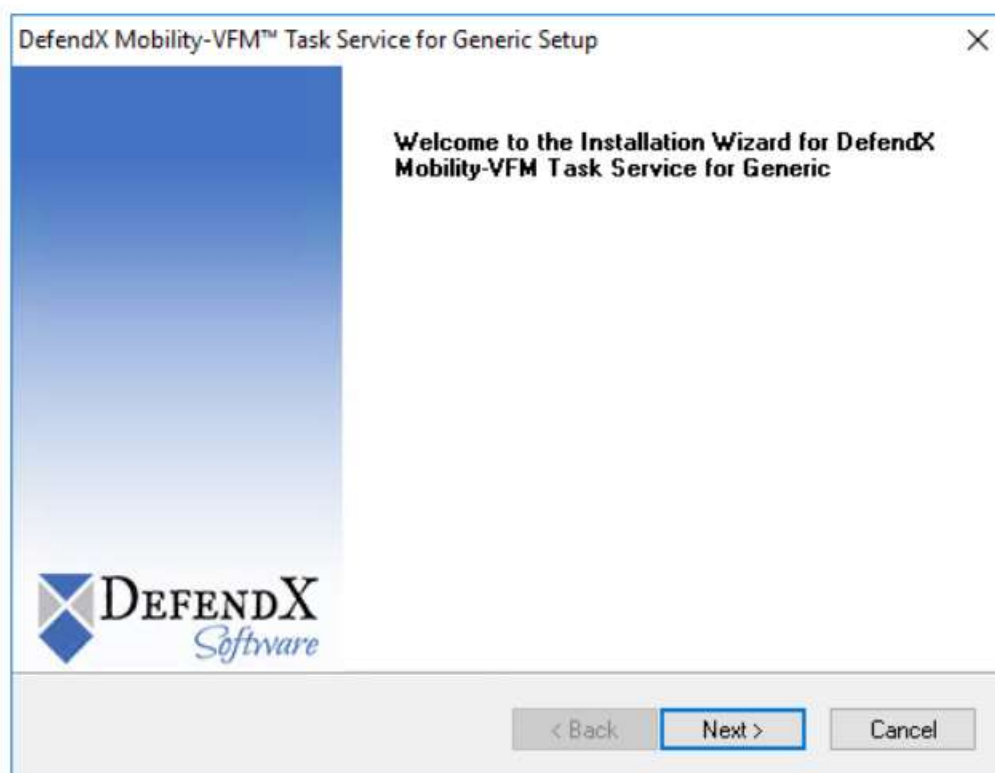 DefendX Mobility-VFM™ Task Service for Generic Setup
Welcome to the Installation Wizard for DefendX
Mobility-VFM Task Service for Generic
DEFENDX
Software
< Back
Next >
Cancel